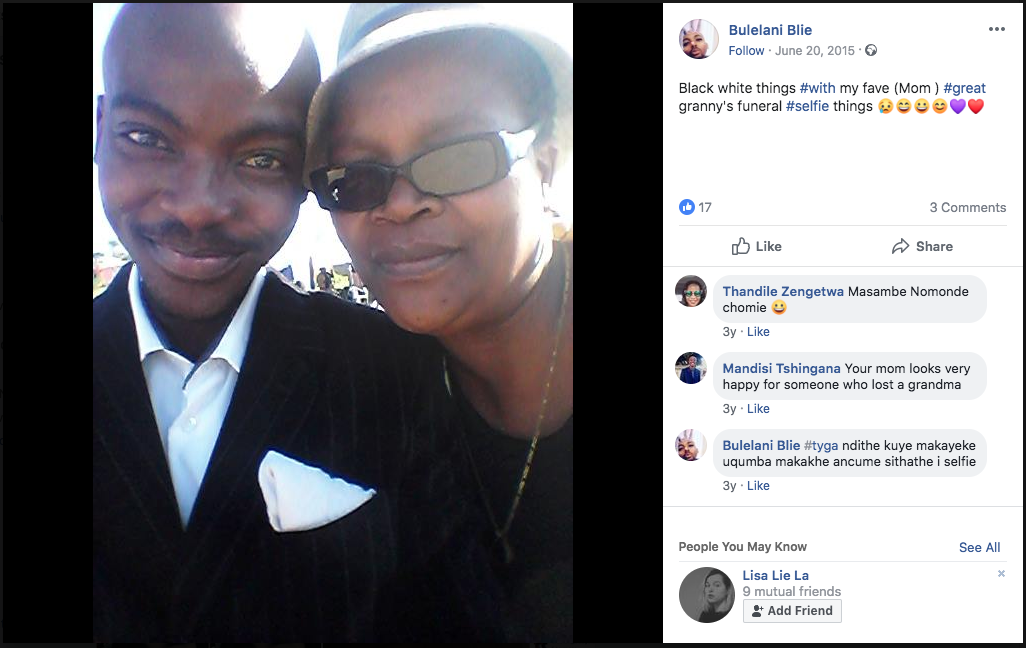 Bulelani Blie
Follow · June 20, 2015 ·
Black white things #with my fave (Mom ) #great
granny's funeral #selfie things 😥😄😀😊💜❤️
17
3 Comments
Like
Share
Thandile Zengetwa Masambe Nomonde
chomie 😀
3y · Like
Mandisi Tshingana Your mom looks very
happy for someone who lost a grandma
3y · Like
Bulelani Blie #tyga ndithe kuye makayeke
uqumba makakhe ancume sithathe i selfie
3y · Like
People You May Know
See All
Lisa Lie La
9 mutual friends
Add Friend